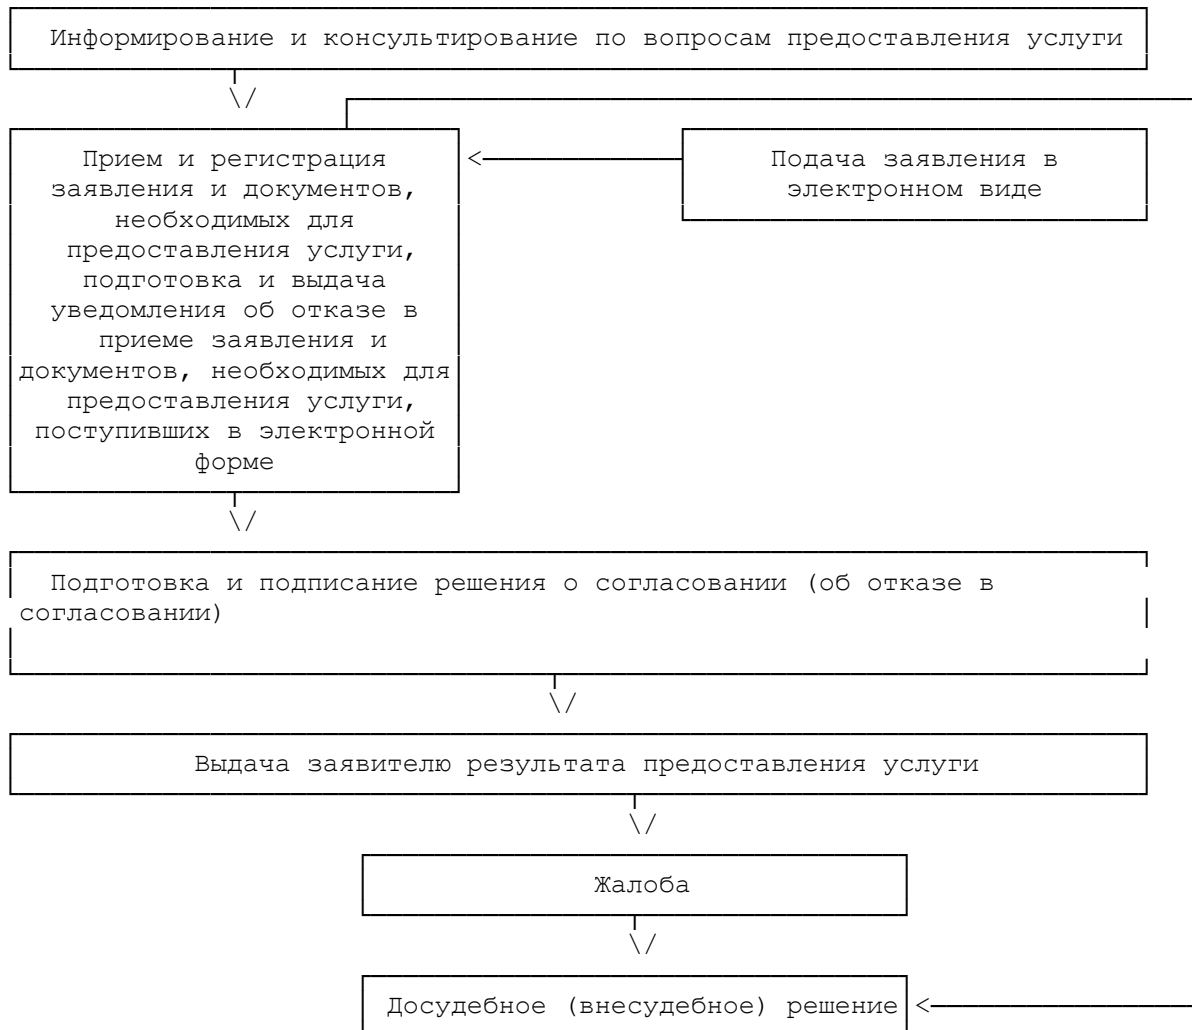 Информирование и консультирование по вопросам предоставления услуги
Прием и регистрация
заявления и документов,
необходимых для
предоставления услуги,
подготовка и выдача
уведомления об отказе в
приеме заявления и
документов, необходимых для
предоставления услуги,
поступивших в электронной
форме
Подача заявления в
электронном виде
Подготовка и подписание решения о согласовании (об отказе в
согласовании)
Выдача заявителю результата предоставления услуги
Жалоба
Досудебное (внесудебное) решение